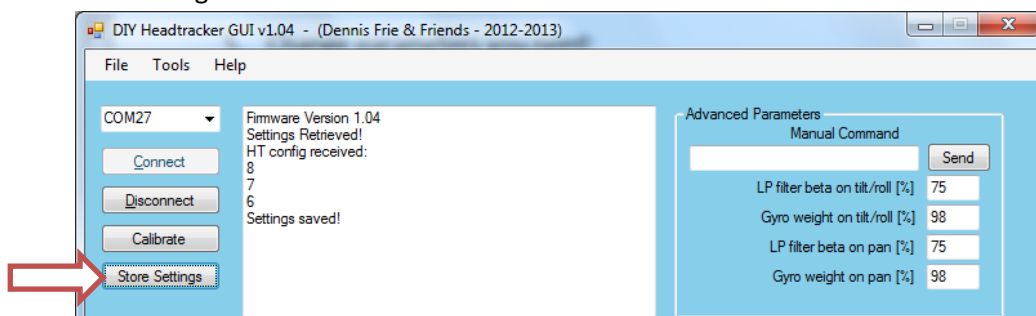 DIY Headtracker GUI v1.04 - (Dennis Frie & Friends - 2012-2013)
File Tools Help
COM27
Connect
Disconnect
Calibrate
Store Settings
Firmware Version 1.04
Settings Retrieved!
HT config received:
8
7
6
Settings saved!
Advanced Parameters
Manual Command
Send
LP filter beta on tilt/roll [%] 75
Gyro weight on tilt/roll [%] 98
LP filter beta on pan [%] 75
Gyro weight on pan [%] 98